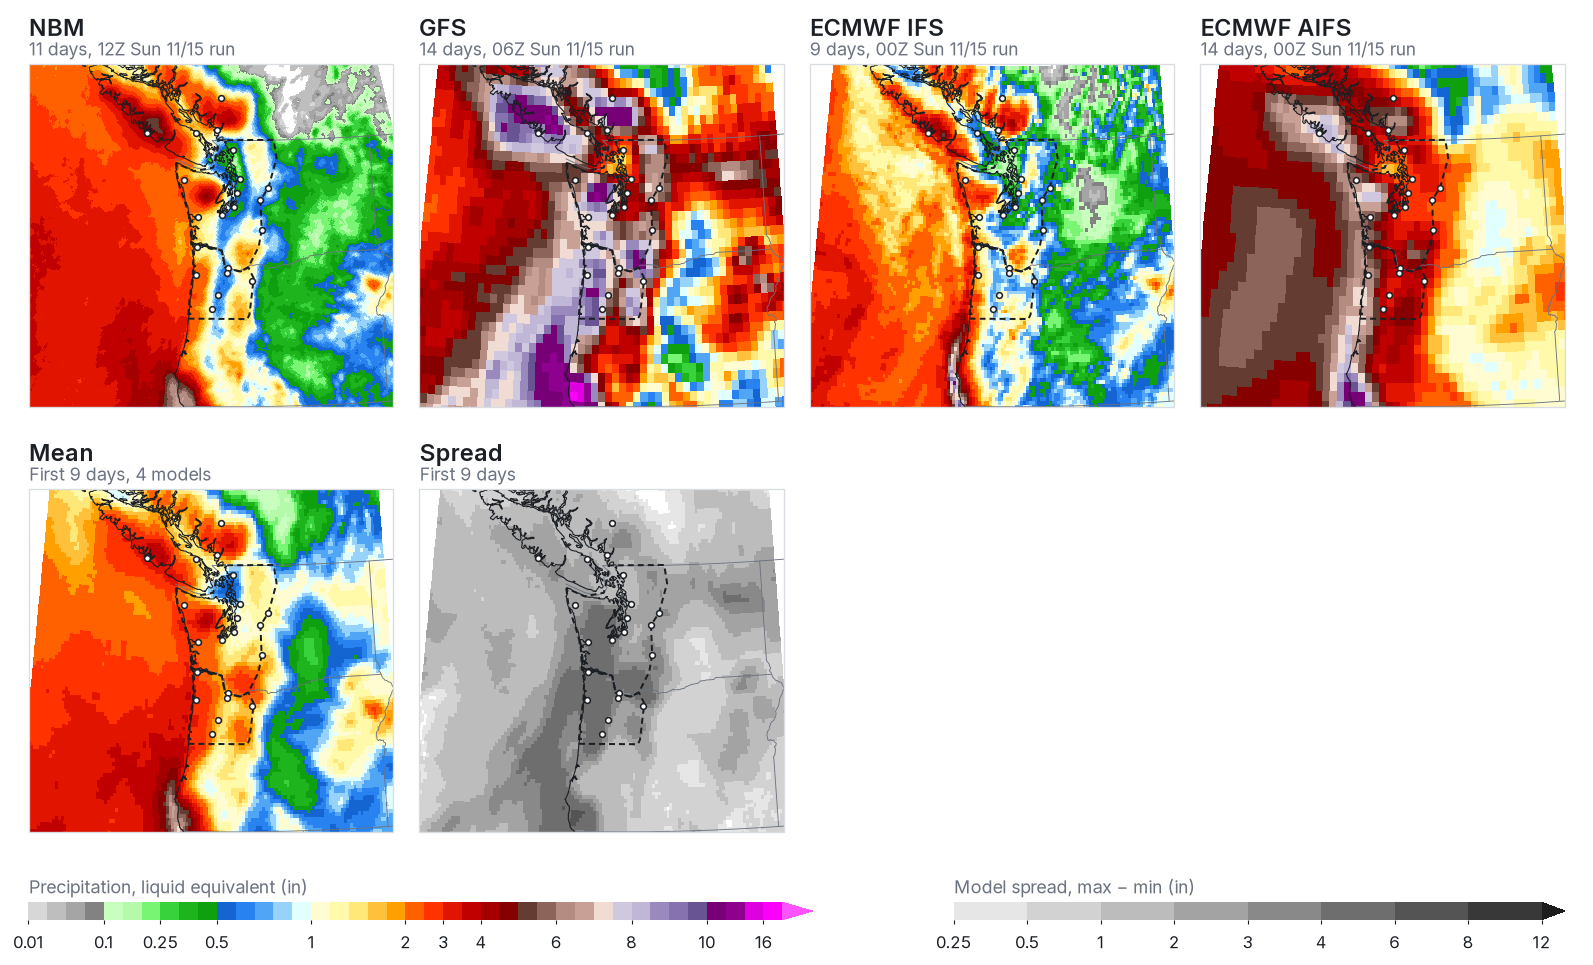 NBM
11 days, 12Z Sun 11/15 run
GFS
14 days, 06Z Sun 11/15 run
ECMWF IFS
9 days, 00Z Sun 11/15 run
ECMWF AIFS
14 days, 00Z Sun 11/15 run
Mean
First 9 days, 4 models
Spread
First 9 days
Precipitation, liquid equivalent (in)
0.01 0.1 0.25 0.5 1 2 3 4 6 8 10 16
Model spread, max − min (in)
0.25 0.5 1 2 3 4 6 8 12